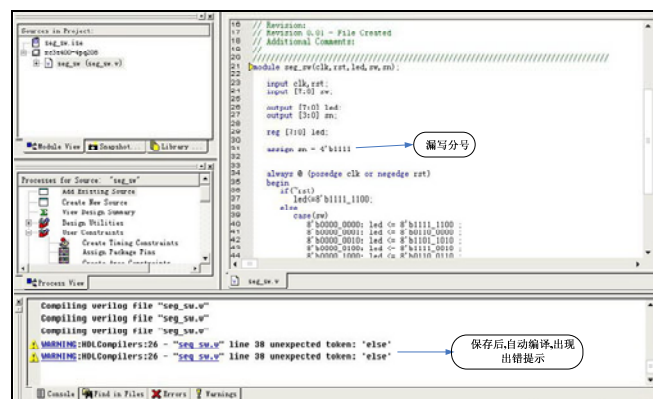 Sources in Project:
seg_sw.ise
xc3s400-4pq208
seg_sw (seg_sw.v)
Module View
Snapshot...
Library ...
Processes for Source: "seg_sw"
Add Existing Source
Create New Source
View Design Summary
Design Utilities
User Constraints
Create Timing Constraints
Assign Package Pins
Create Area Constraints
Process View
16 // Revision:
17 // Revision 0.01 - File Created
18 // Additional Comments:
19 //
20 ////////////////////////////////////////////////////////////////////////////////
21 module seg_sw(clk,rst,led,sw,sn);
22
23 input clk,rst;
24 input [7:0] sw;
25
26 output [7:0] led;
27 output [3:0] sn;
28
29 reg [7:0] led;
30
31 assign sn = 4'b1111
32
33
34 always @ (posedge clk or negedge rst)
35 begin
36 if(~rst)
37 led<=8'b1111_1100;
38 else
39 case(sw)
40 8'b0000_0000: led <= 8'b1111_1100 ;
41 8'b0000_0001: led <= 8'b0110_0000 ;
42 8'b0000_0010: led <= 8'b1101_1010 ;
43 8'b0000_0100: led <= 8'b1111_0010 ;
44 8'b0000_1000: led <= 8'b0110_0110 ;
漏写分号
seg_sw.v
Compiling verilog file "seg_sw.v"
Compiling verilog file "seg_sw.v"
Compiling verilog file "seg_sw.v"
WARNING:HDLCompilers:26 - "seg_sw.v" line 38 unexpected token: 'else'
WARNING:HDLCompilers:26 - "seg_sw.v" line 38 unexpected token: 'else'
保存后,自动编译,出现
出错提示
Console
Find in Files
Errors
Warnings